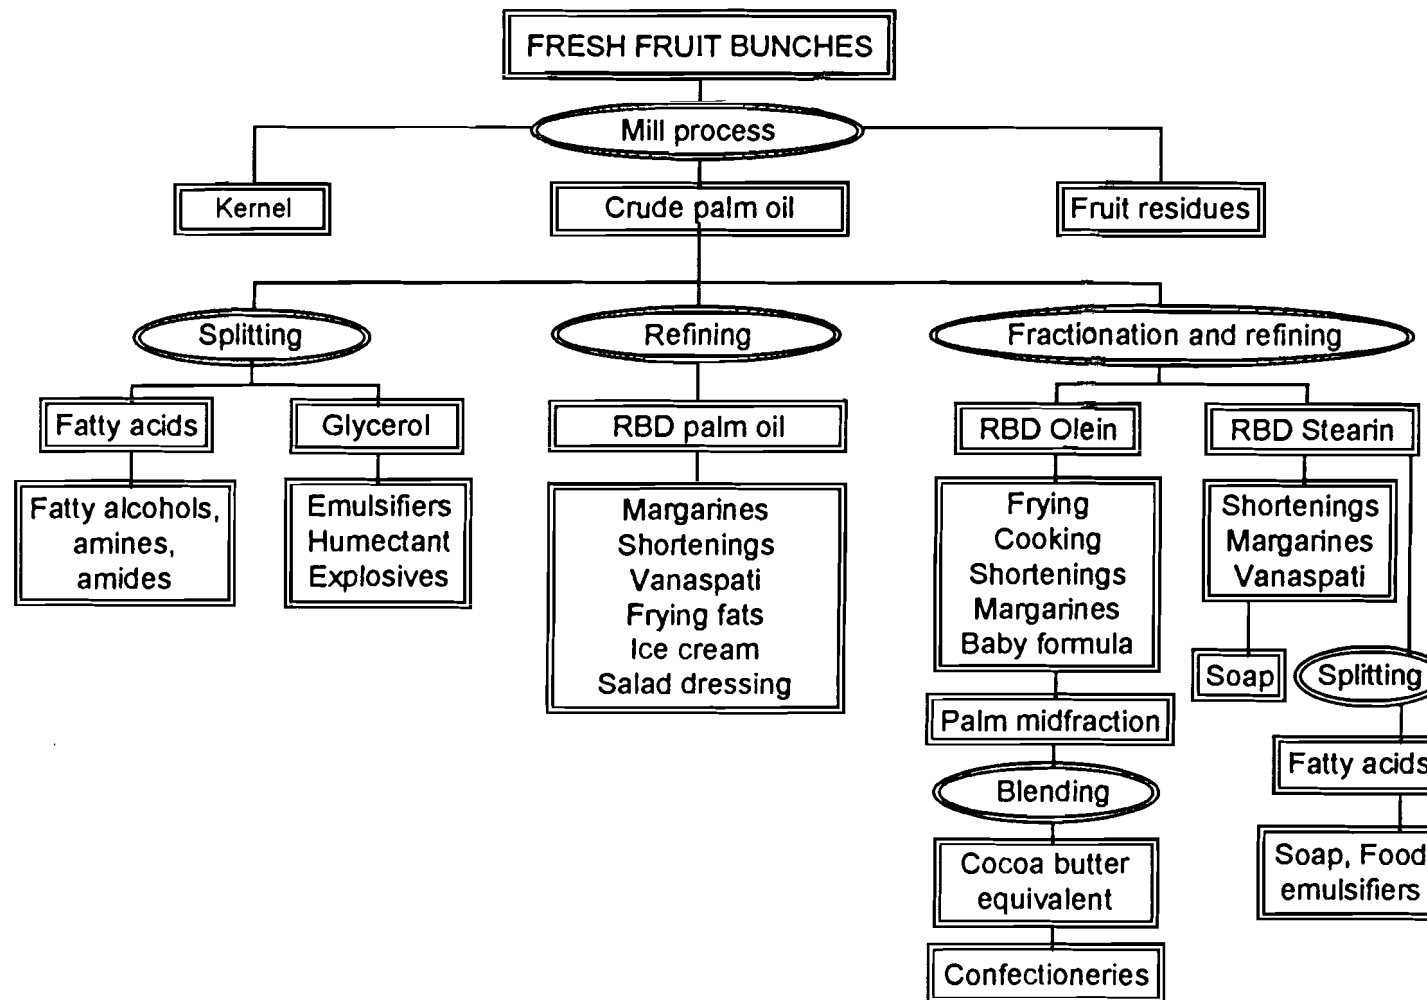 FRESH FRUIT BUNCHES
Mill process
Kernel
Crude palm oil
Fruit residues
Splitting
Refining
Fractionation and refining
Fatty acids
Glycerol
RBD palm oil
RBD Olein
RBD Stearin
Fatty alcohols,
amines,
amides
Emulsifiers
Humectant
Explosives
Margarines
Shortenings
Vanaspati
Frying fats
Ice cream
Salad dressing
Frying
Cooking
Shortenings
Margarines
Baby formula
Shortenings
Margarines
Vanaspati
Soap
Splitting
Palm midfraction
Fatty acids
Blending
Cocoa butter
equivalent
Soap, Food
emulsifiers
Confectioneries